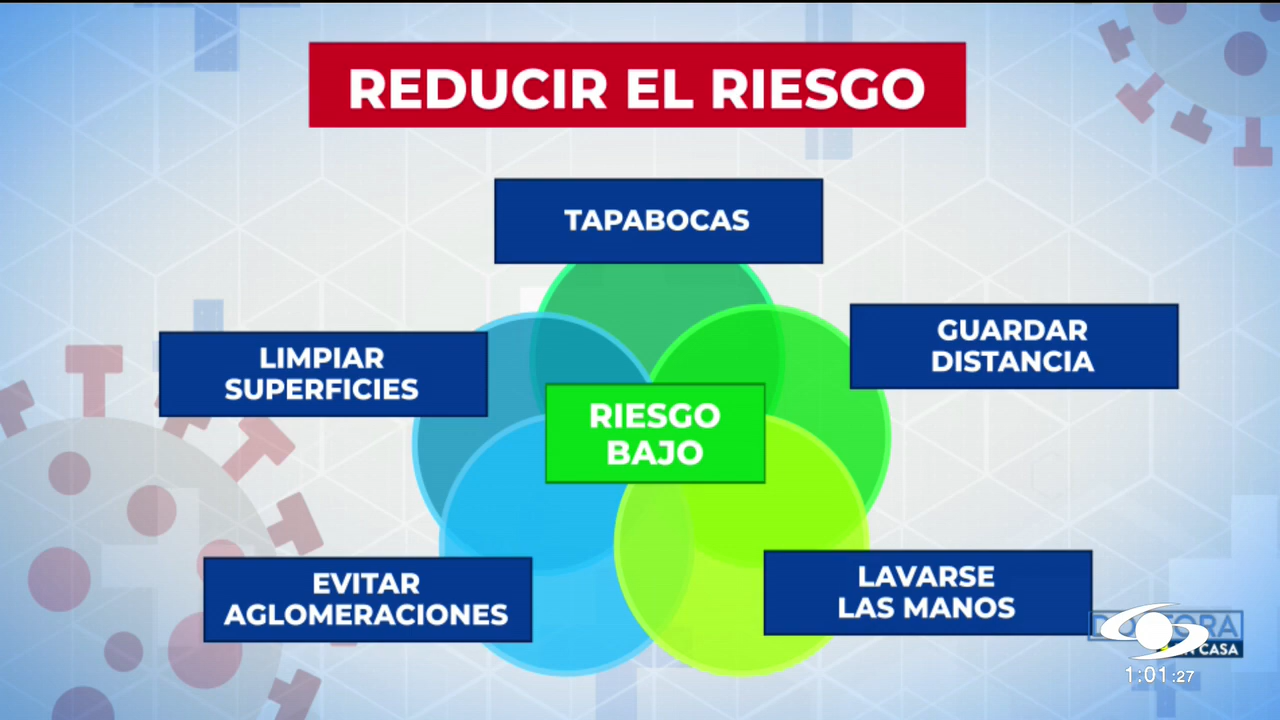 REDUCIR EL RIESGO
TAPABOCAS
GUARDAR
DISTANCIA
LIMPIAR
SUPERFICIES
RIESGO
BAJO
EVITAR
AGLOMERACIONES
LAVARSE
LAS MANOS
CASA
1:01:27